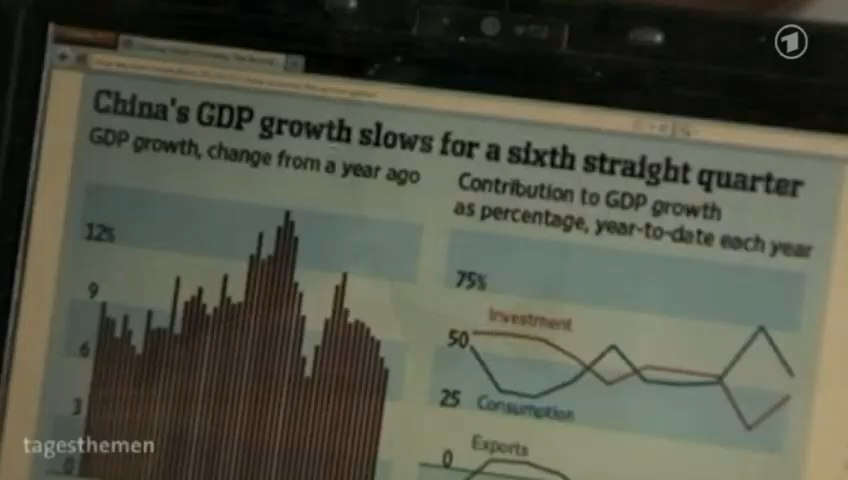 1
China's GDP growth slows for a sixth straight quarter
GDP growth, change from a year ago
Contribution to GDP growth
as percentage, year-to-date each year
12%
9
6
3
0
75%
50
25
Investment
Consumption
Exports
0
tagesthemen